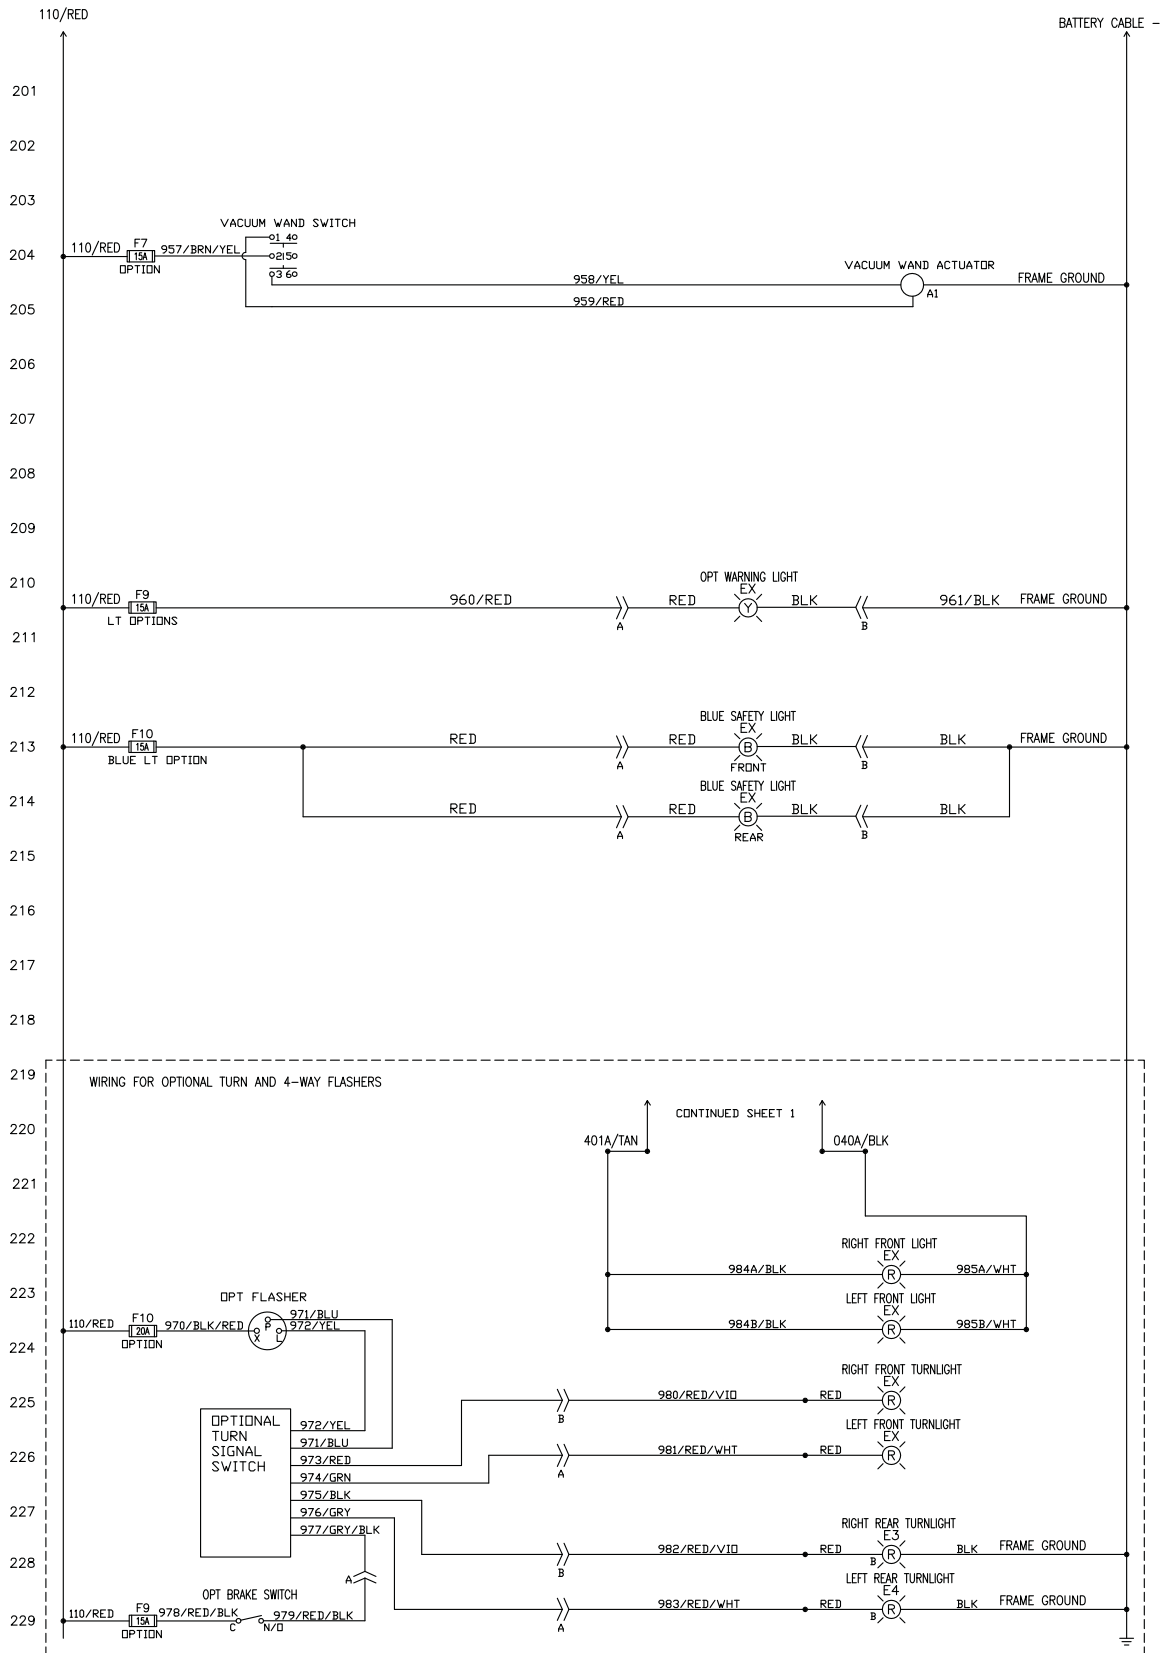 110/RED
BATTERY CABLE -
201
202
203
VACUUM WAND SWITCH
1 4
204
110/RED
F7
15A
OPTION
957/BRN/YEL
2 5
3 6
VACUUM WAND ACTUATOR
958/YEL
A1
FRAME GROUND
959/RED
205
206
207
208
209
210
OPT WARNING LIGHT
EX
110/RED
F9
15A
LT OPTIONS
960/RED
A
RED
Y
BLK
B
961/BLK
FRAME GROUND
211
212
BLUE SAFETY LIGHT
EX
213
110/RED
F10
15A
BLUE LT OPTION
RED
A
RED
B
FRONT
BLK
B
BLK
FRAME GROUND
BLUE SAFETY LIGHT
EX
214
RED
A
RED
B
REAR
BLK
B
BLK
215
216
217
218
219
WIRING FOR OPTIONAL TURN AND 4-WAY FLASHERS
220
CONTINUED SHEET 1
401A/TAN
040A/BLK
221
222
RIGHT FRONT LIGHT
EX
984A/BLK
R
985A/WHT
223
OPT FLASHER
LEFT FRONT LIGHT
EX
110/RED
F10
20A
OPTION
970/BLK/RED
X
P
L
971/BLU
972/YEL
984B/BLK
R
985B/WHT
224
RIGHT FRONT TURNLIGHT
EX
225
B
980/RED/VIO
RED
R
OPTIONAL
TURN
SIGNAL
SWITCH
972/YEL
971/BLU
973/RED
974/GRN
975/BLK
976/GRY
977/GRY/BLK
LEFT FRONT TURNLIGHT
EX
226
A
981/RED/WHT
RED
R
227
RIGHT REAR TURNLIGHT
E3
228
B
982/RED/VIO
RED
B
R
BLK
FRAME GROUND
A
OPT BRAKE SWITCH
LEFT REAR TURNLIGHT
E4
229
110/RED
F9
15A
OPTION
978/RED/BLK
C
N/O
979/RED/BLK
A
983/RED/WHT
RED
B
R
BLK
FRAME GROUND